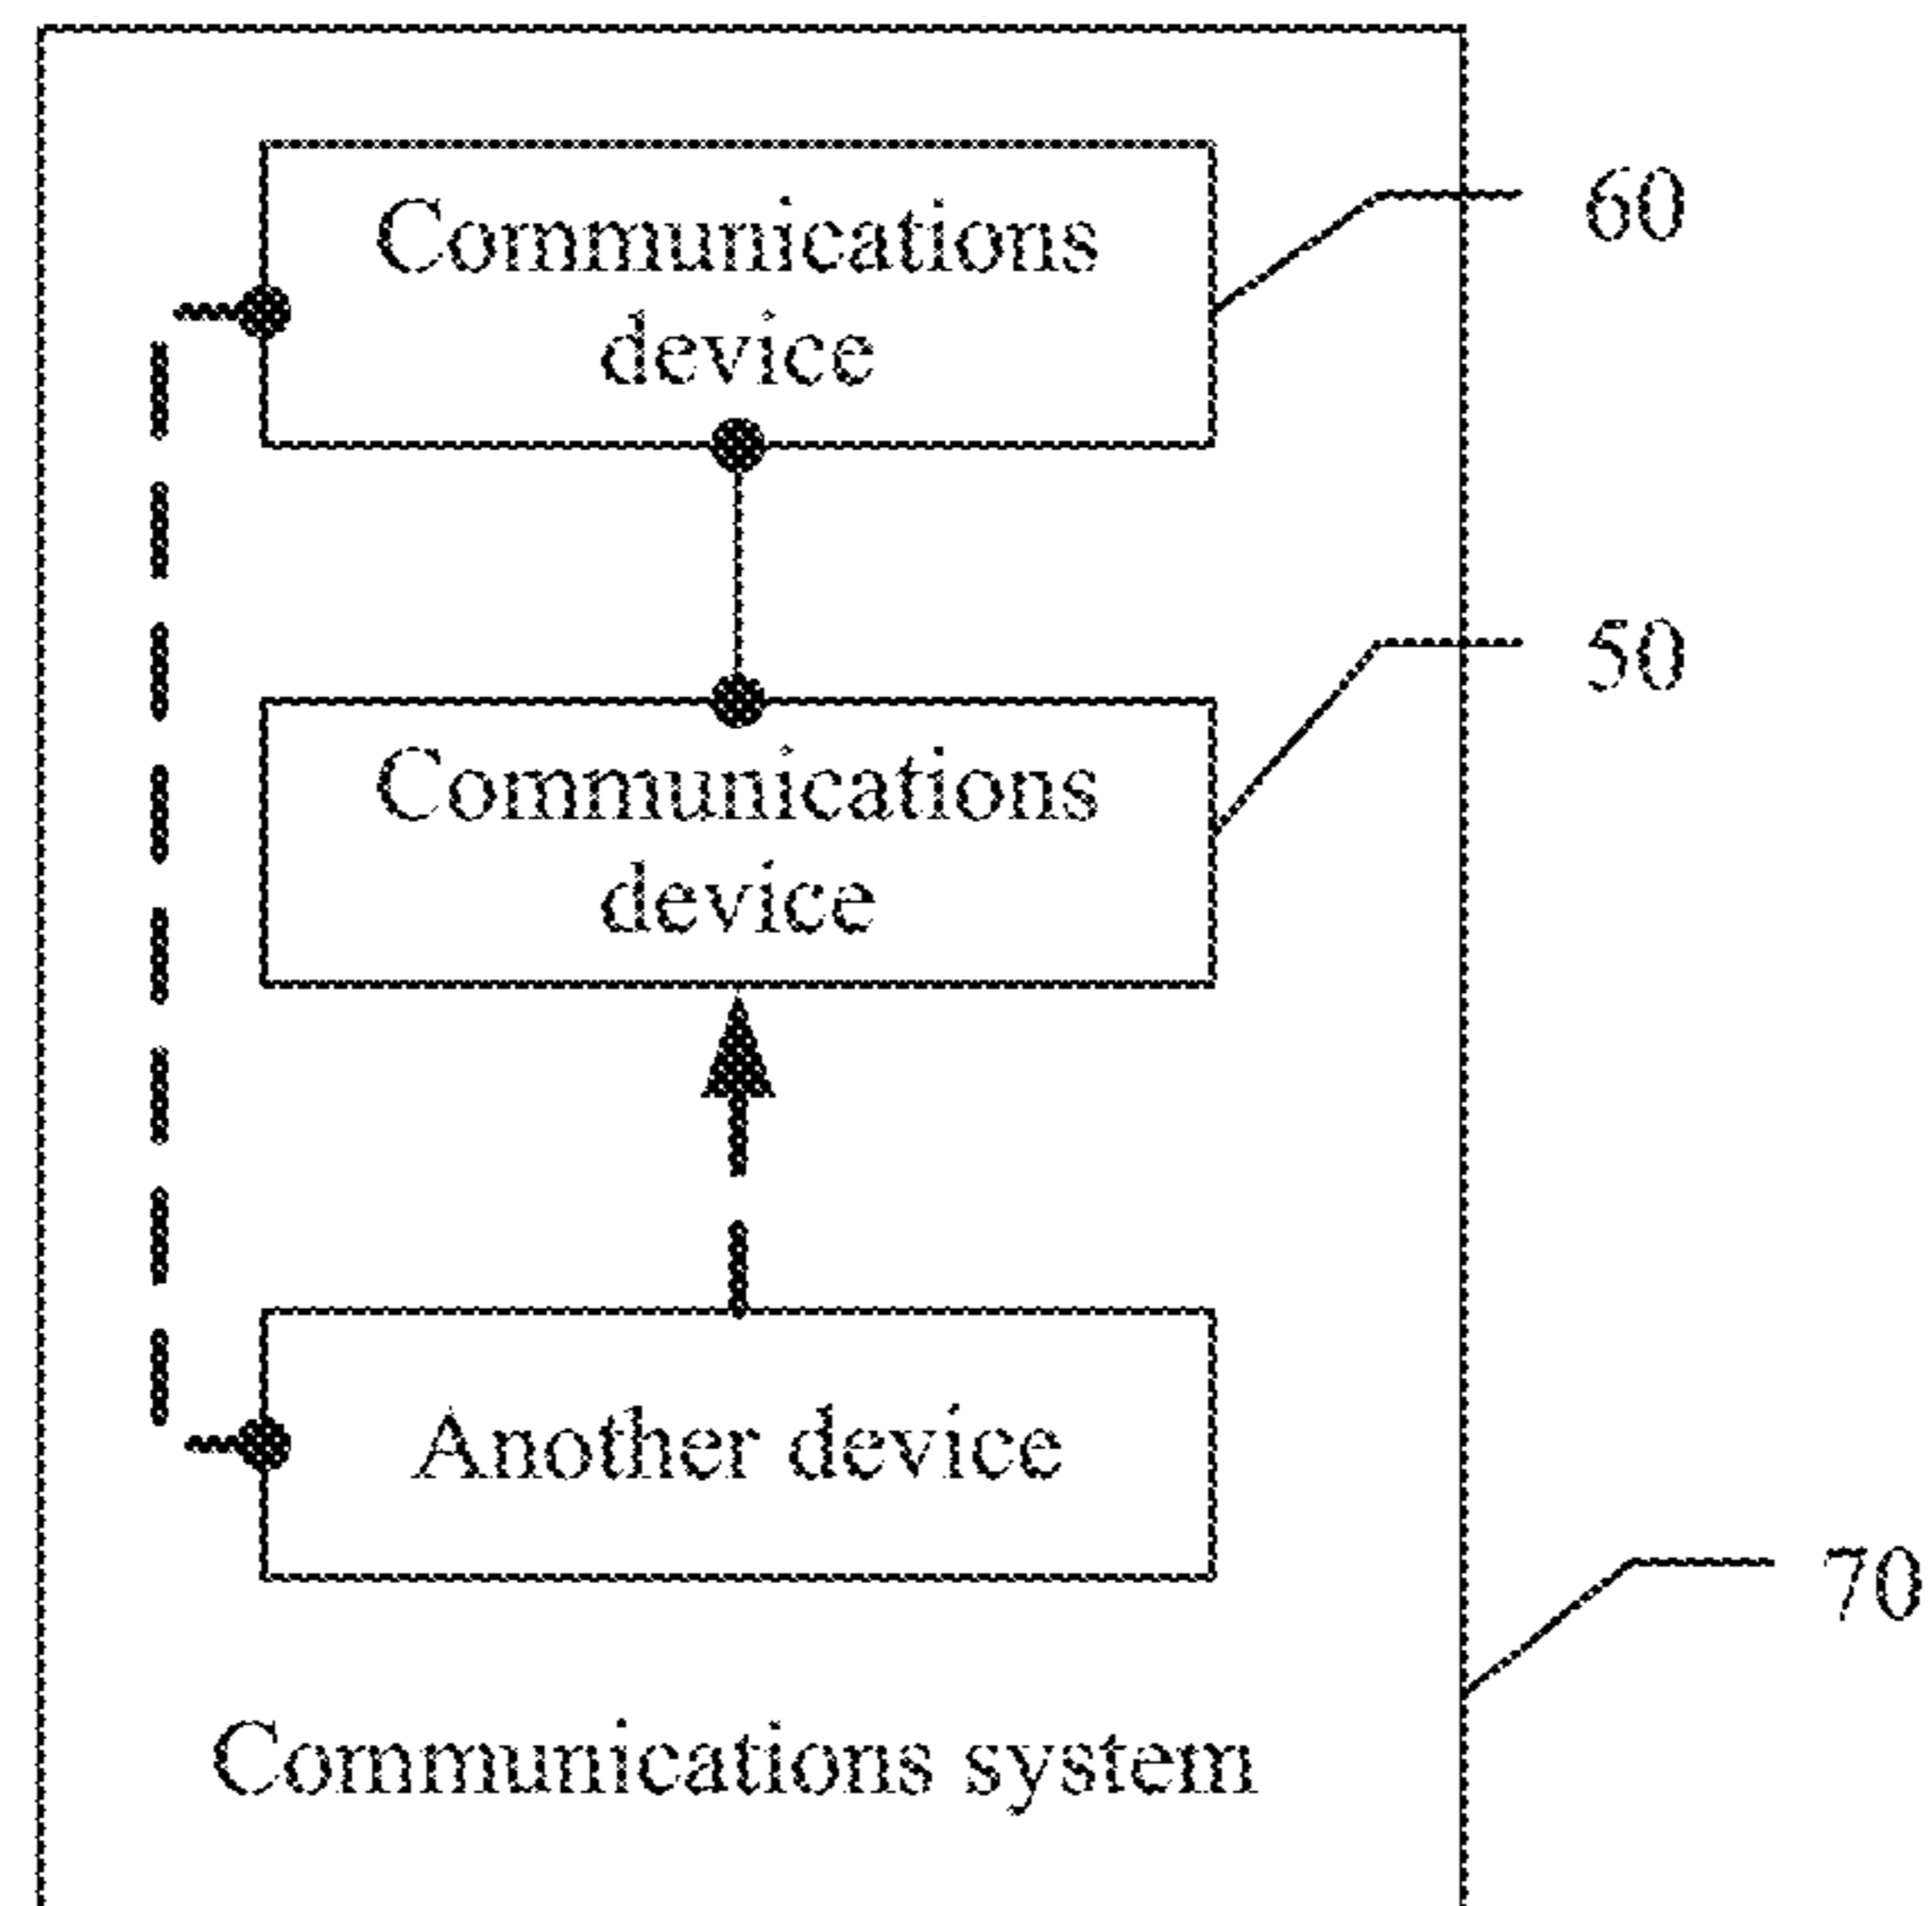 Communications
device
60
50
Communications
device
Another device
70
Communications system